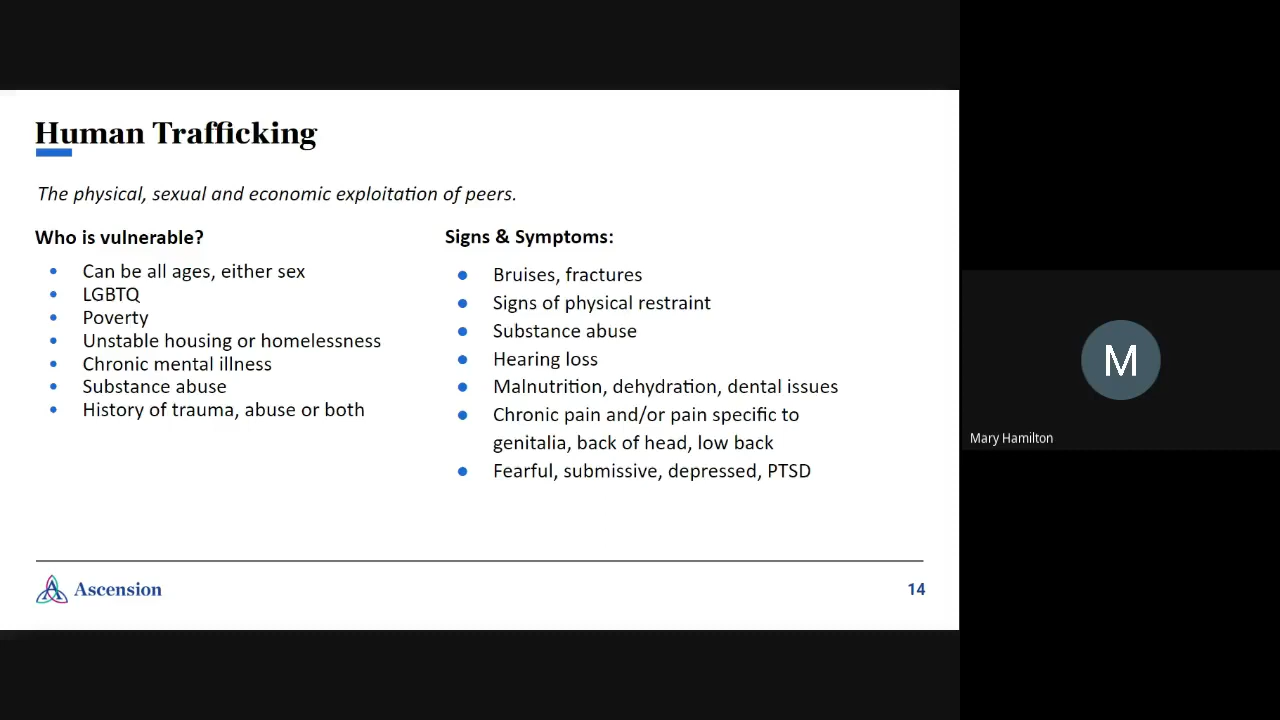 Human Trafficking
The physical, sexual and economic exploitation of peers.
Who is vulnerable?
Can be all ages, either sex
LGBTQ
Poverty
Unstable housing or homelessness
Chronic mental illness
Substance abuse
History of trauma, abuse or both
Signs & Symptoms:
Bruises, fractures
Signs of physical restraint
Substance abuse
Hearing loss
Malnutrition, dehydration, dental issues
Chronic pain and/or pain specific to
genitalia, back of head, low back
Fearful, submissive, depressed, PTSD
Ascension
14
M
Mary Hamilton